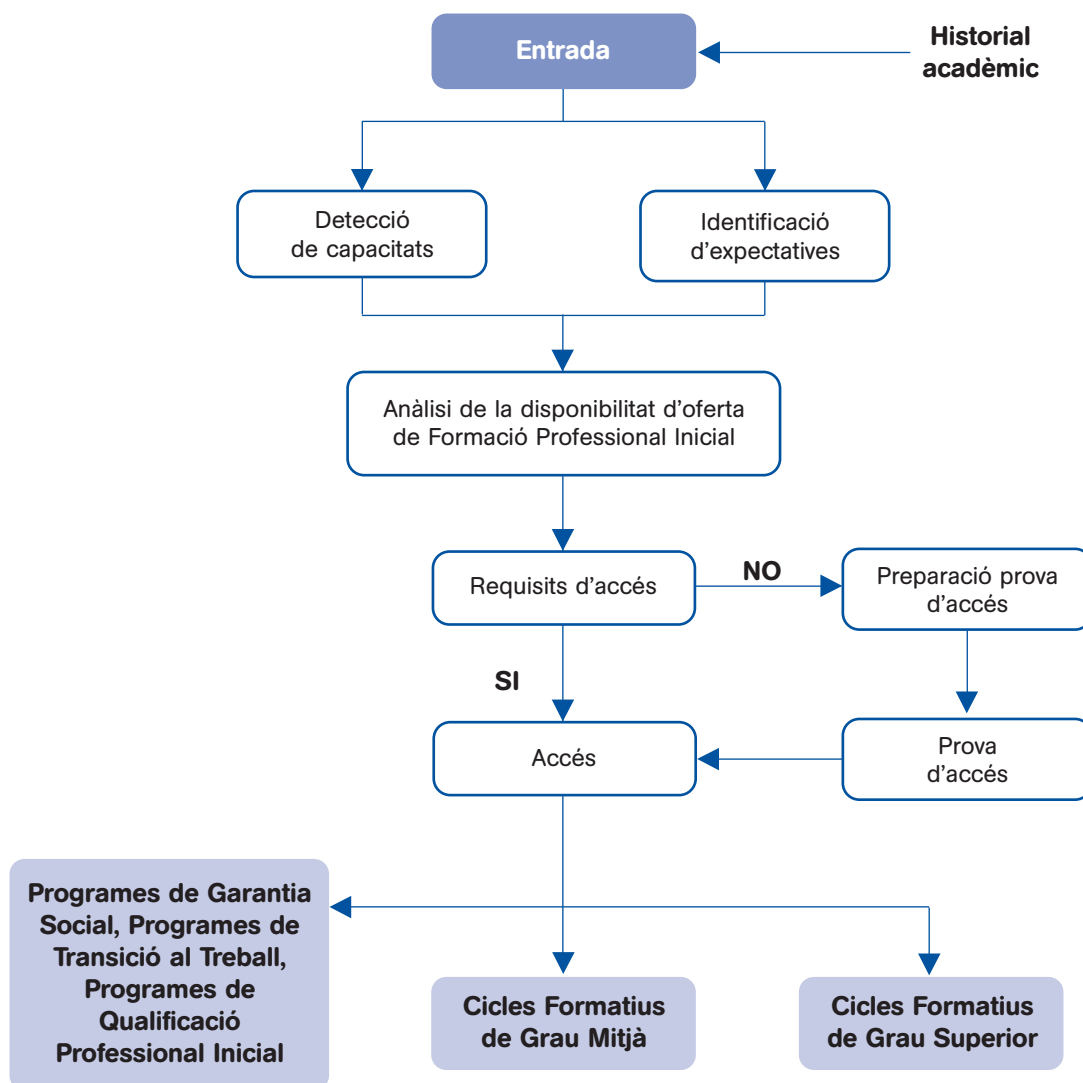 Entrada
Historial
acadèmic
Detecció
de capacitats
Identificació
d'expectatives
Anàlisi de la disponibilitat d'oferta
de Formació Professional Inicial
Requisits d'accés
NO
Preparació prova
d'accés
SI
Accés
Prova
d'accés
Programes de Garantia
Social, Programes de
Transició al Treball,
Programes de
Qualificació
Professional Inicial
Cicles Formatius
de Grau Mitjà
Cicles Formatius
de Grau Superior